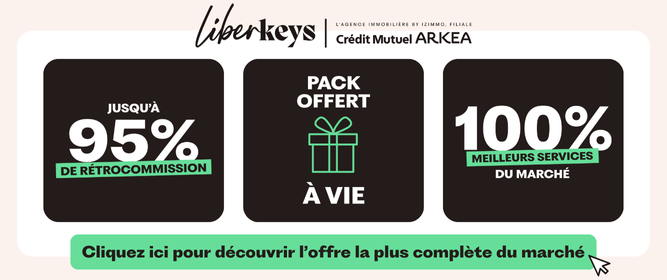 liberkeys
L'AGENCE IMMOBILIÈRE BY IZIMMO, FILIALE
Crédit Mutuel ARKEA
JUSQU'À
95%
DE RÉTROCOMMISSION
PACK
OFFERT
À VIE
100%
MEILLEURS SERVICES
DU MARCHÉ
Cliquez ici pour découvrir l'offre la plus complète du marché